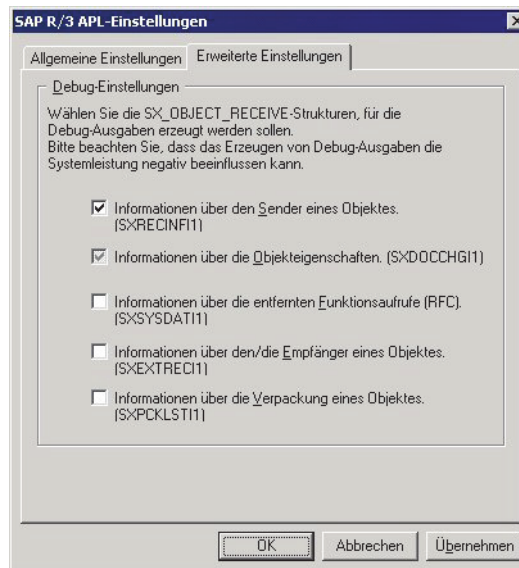 SAP R/3 APL-Einstellungen
Allgemeine Einstellungen
Erweiterte Einstellungen
Debug-Einstellungen
Wählen Sie die SX_OBJECT_RECEIVE-Strukturen, für die
Debug-Ausgaben erzeugt werden sollen.
Bitte beachten Sie, dass das Erzeugen von Debug-Ausgaben die
Systemleistung negativ beeinflussen kann.
Informationen über den Sender eines Objektes.
(SXRECINFI1)
Informationen über die Objekteigenschaften. (SXDOCCHGI1)
Informationen über die entfernten Funktionsaufrufe (RFC).
(SXSYSDATI1)
Informationen über den/die Empfänger eines Objektes.
(SXEXTRECI1)
Informationen über die Verpackung eines Objektes.
(SXPCKLSTI1)
OK
Abbrechen
Übernehmen